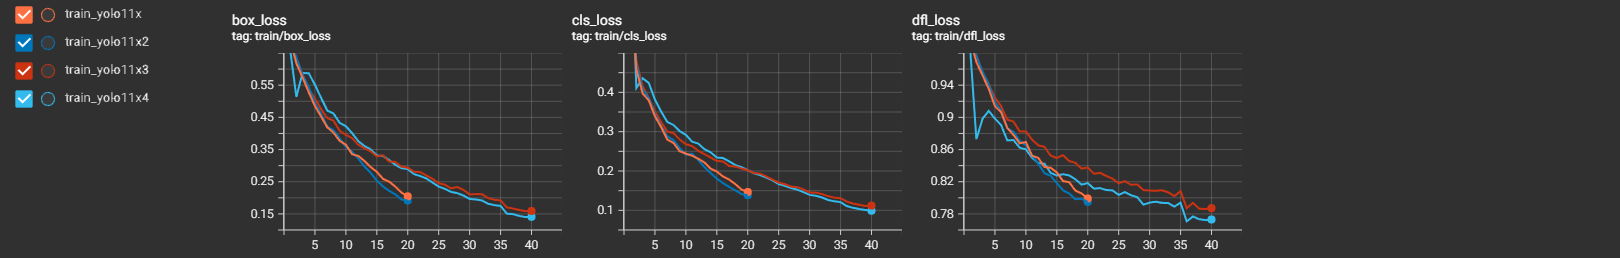 train_yolo11x
train_yolo11x2
train_yolo11x3
train_yolo11x4
box_loss
tag: train/box_loss
0.55
0.45
0.35
0.25
0.15
5 10 15 20 25 30 35 40
cls_loss
tag: train/cls_loss
0.4
0.3
0.2
0.1
5 10 15 20 25 30 35 40
dfl_loss
tag: train/dfl_loss
0.94
0.9
0.86
0.82
0.78
5 10 15 20 25 30 35 40